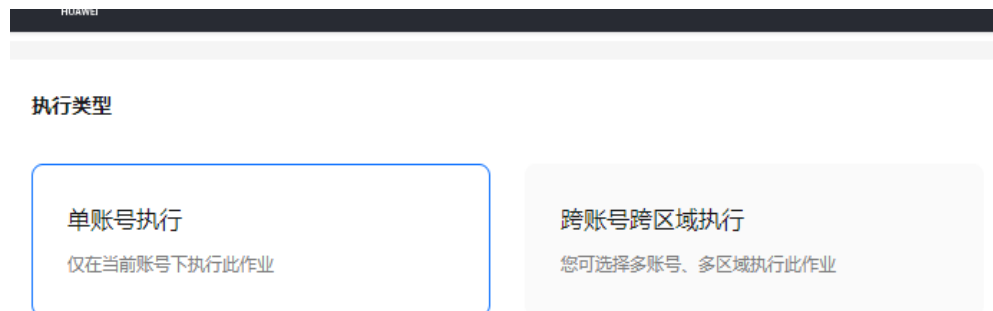 HUAWEI
执行类型
单账号执行
仅在当前账号下执行此作业
跨账号跨区域执行
您可选择多账号、多区域执行此作业